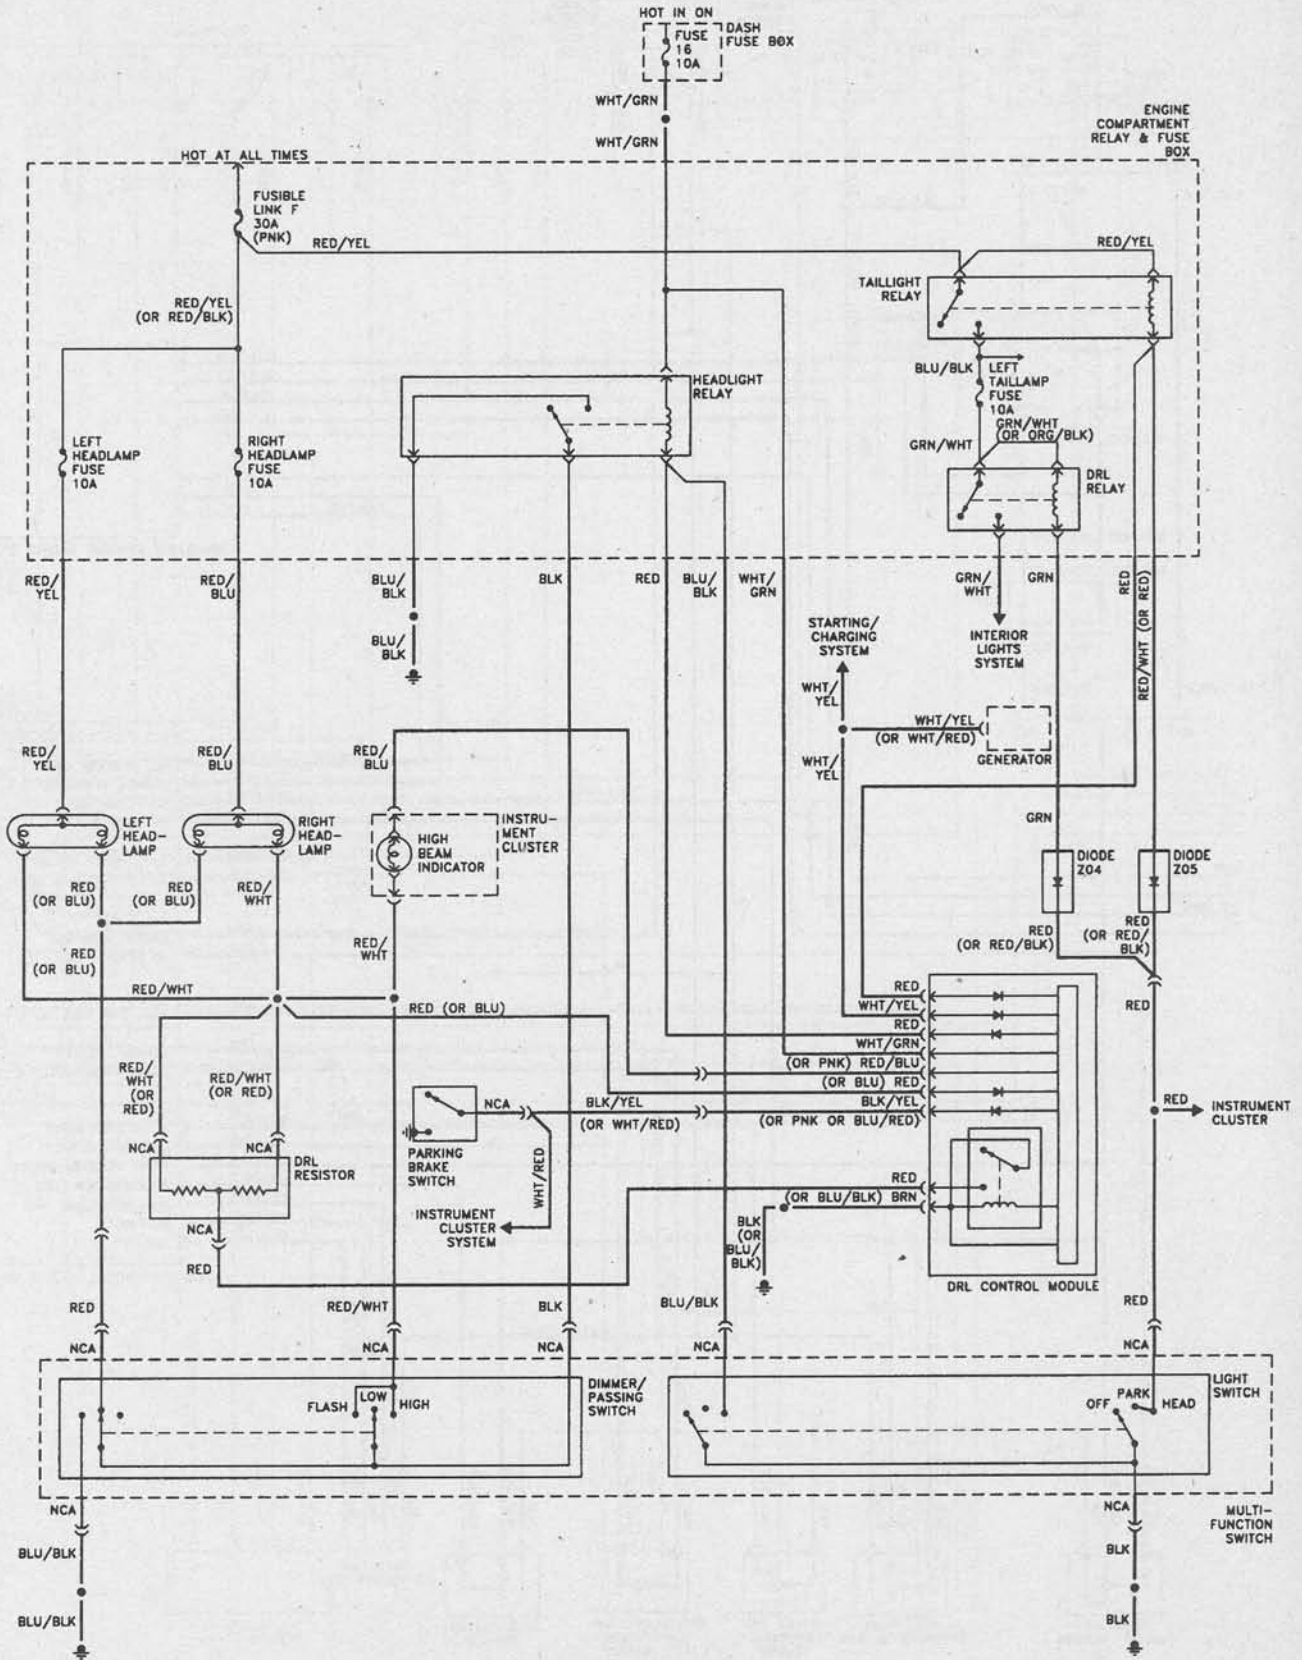 HOT IN ON
FUSE
16
10A
DASH
FUSE BOX
WHT/GRN
WHT/GRN
ENGINE
COMPARTMENT
RELAY & FUSE
BOX
HOT AT ALL TIMES
FUSIBLE
LINK F
30A
(PNK)
RED/YEL
RED/YEL
RED/YEL
(OR RED/BLK)
TAILLIGHT
RELAY
BLU/BLK
LEFT
TAILLAMP
FUSE
10A
HEADLIGHT
RELAY
GRN/WHT
(OR ORG/BLK)
GRN/WHT
LEFT
HEADLAMP
FUSE
10A
RIGHT
HEADLAMP
FUSE
10A
DRL
RELAY
RED/
YEL
RED/
BLU
BLU/
BLK
BLK
RED
BLU/
BLK
WHT/
GRN
GRN/
WHT
GRN
RED
RED/WHT (OR RED)
BLU/
BLK
STARTING/
CHARGING
SYSTEM
INTERIOR
LIGHTS
SYSTEM
WHT/
YEL
WHT/YEL
(OR WHT/RED)
GENERATOR
WHT/
YEL
RED/
YEL
RED/
BLU
RED/
BLU
LEFT
HEAD-
LAMP
RIGHT
HEAD-
LAMP
HIGH
BEAM
INDICATOR
INSTRU-
MENT
CLUSTER
GRN
DIODE
Z04
DIODE
Z05
RED
(OR BLU)
RED
(OR BLU)
RED/
WHT
RED
(OR RED/BLK)
RED
(OR RED/
BLK)
RED/
WHT
RED
(OR BLU)
RED/WHT
RED (OR BLU)
RED
WHT/YEL
RED
WHT/GRN
(OR PNK) RED/BLU
(OR BLU) RED
BLK/YEL
(OR PNK OR BLU/RED)
RED
RED/
WHT
(OR
RED)
RED/WHT
(OR RED)
NCA
BLK/YEL
(OR WHT/RED)
RED
INSTRUMENT
CLUSTER
NCA
NCA
DRL
RESISTOR
PARKING
BRAKE
SWITCH
WHT/RED
RED
(OR BLU/BLK) BRN
NCA
INSTRUMENT
CLUSTER
SYSTEM
BLK
(OR
BLU/
BLK)
RED
DRL CONTROL MODULE
RED
RED/WHT
BLK
BLU/BLK
RED
NCA
NCA
NCA
NCA
NCA
DIMMER/
PASSING
SWITCH
FLASH
LOW
HIGH
OFF
PARK
HEAD
LIGHT
SWITCH
NCA
NCA
MULTI-
FUNCTION
SWITCH
BLU/BLK
BLK
BLU/BLK
BLK